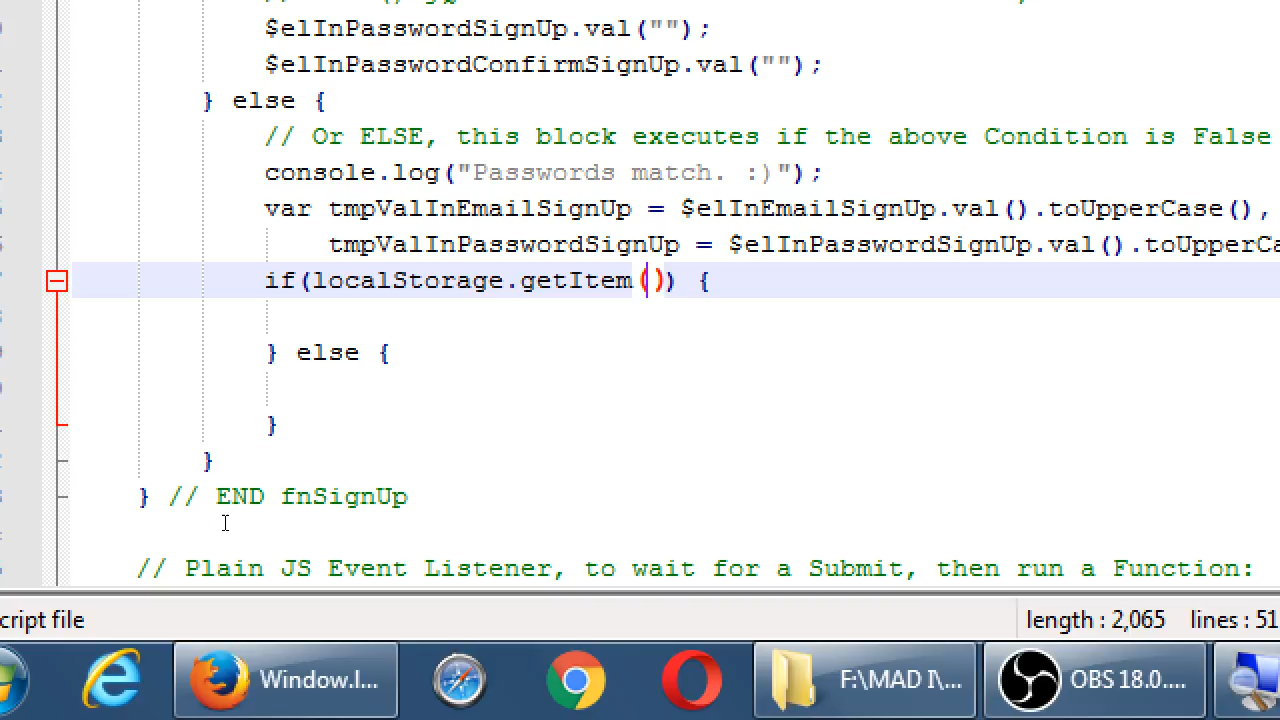 $elInPasswordSignUp.val("");
$elInPasswordConfirmSignUp.val("");
} else {
// Or ELSE, this block executes if the above Condition is False
console.log("Passwords match. :)");
var tmpValInEmailSignUp = $elInEmailSignUp.val().toUpperCase(),
tmpValInPasswordSignUp = $elInPasswordSignUp.val().toUpperCa
if(localStorage.getItem()) {
} else {
}
}
} // END fnSignUp
// Plain JS Event Listener, to wait for a Submit, then run a Function:
cript file length : 2,065 lines : 51
Window.l... F:\MAD I\... OBS 18.0....